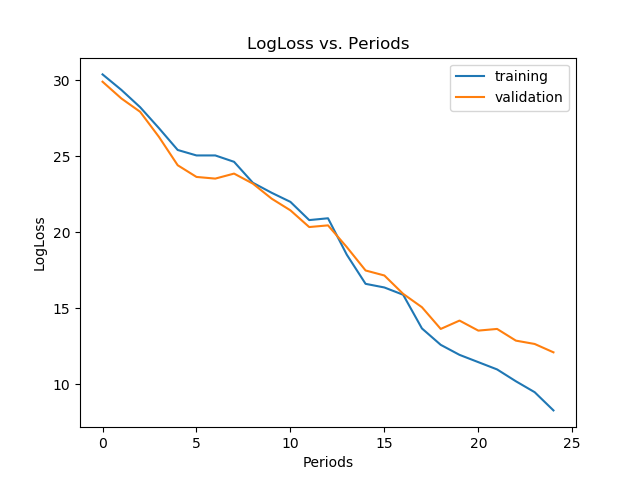 LogLoss vs. Periods
training
validation
30
25
20
15
10
LogLoss
0 5 10 15 20 25
Periods